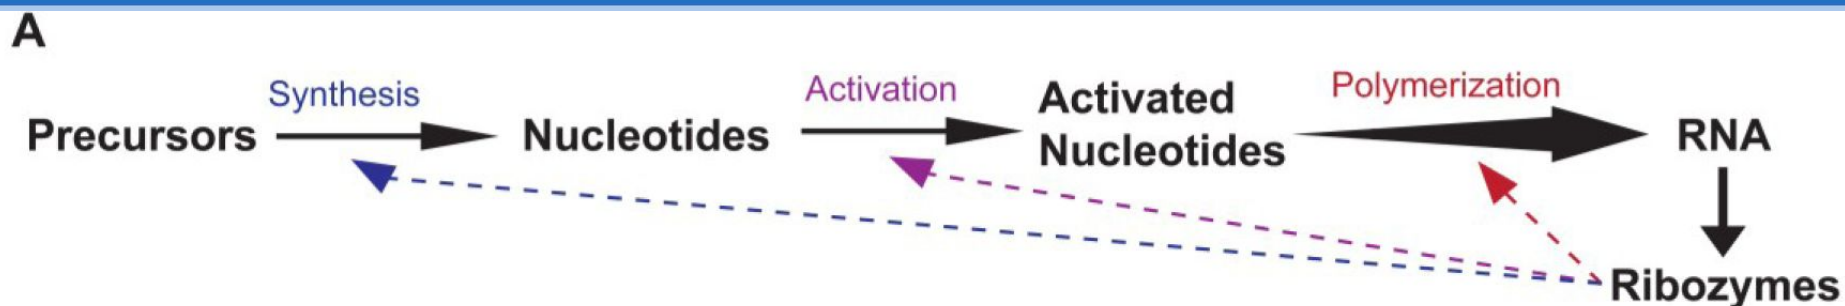 A
Synthesis
Activation
Polymerization
Precursors
Nucleotides
Activated
Nucleotides
RNA
Ribozymes